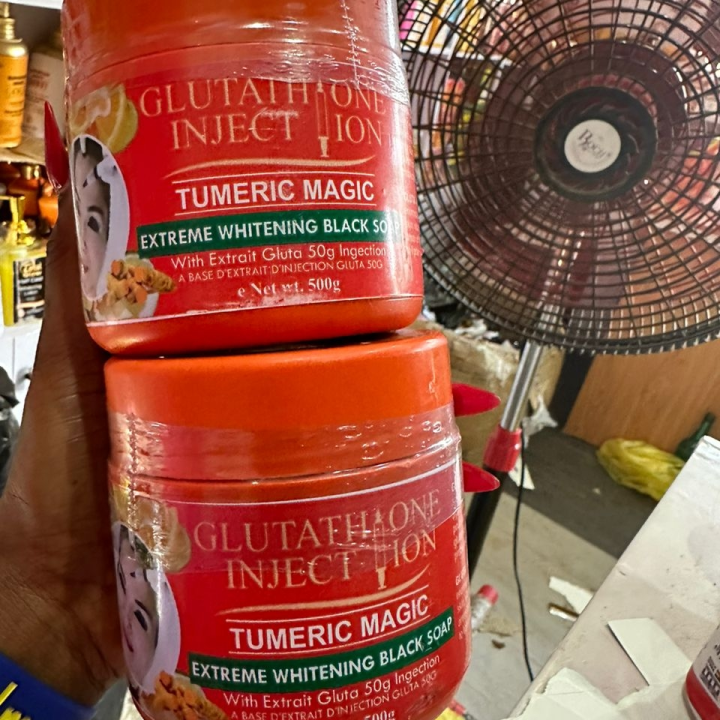 GLUTATHIONE
INJECTION
TUMERIC MAGIC
EXTREME WHITENING BLACK SO
With Extrait Gluta 50g Ingection
A BASE D'EXTRAIT D'INJECTION GLUTA 50G
e Net wt. 500g
GLUTATHIONE
INJECTION
TUMERIC MAGIC
EXTREME WHITENING BLACK SOAP
With Extrait Gluta 50g Ingection
A BASE D'EXTRAIT D'INJECTION GLUTA 50G
500g